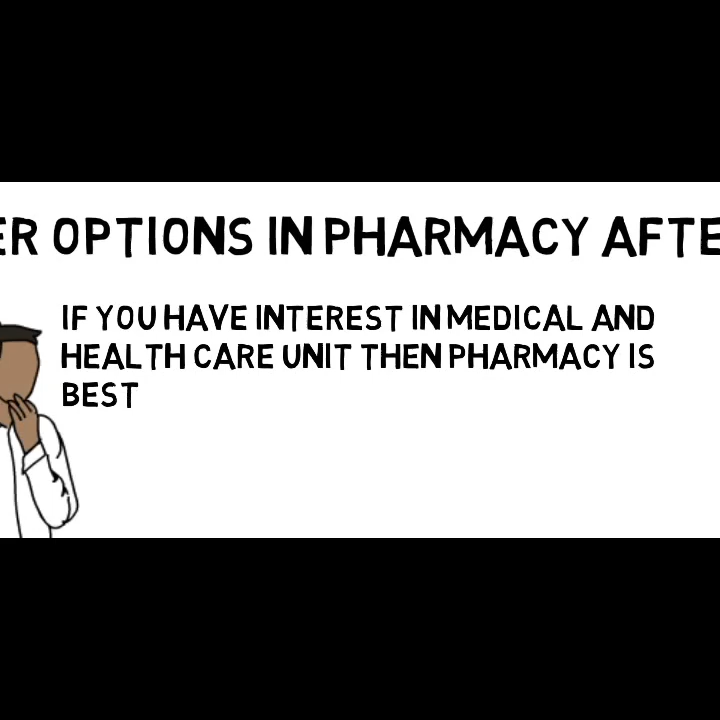 ER OPTIONS IN PHARMACY AFTE
IF YOU HAVE INTEREST IN MEDICAL AND
HEALTH CARE UNIT THEN PHARMACY IS
BEST